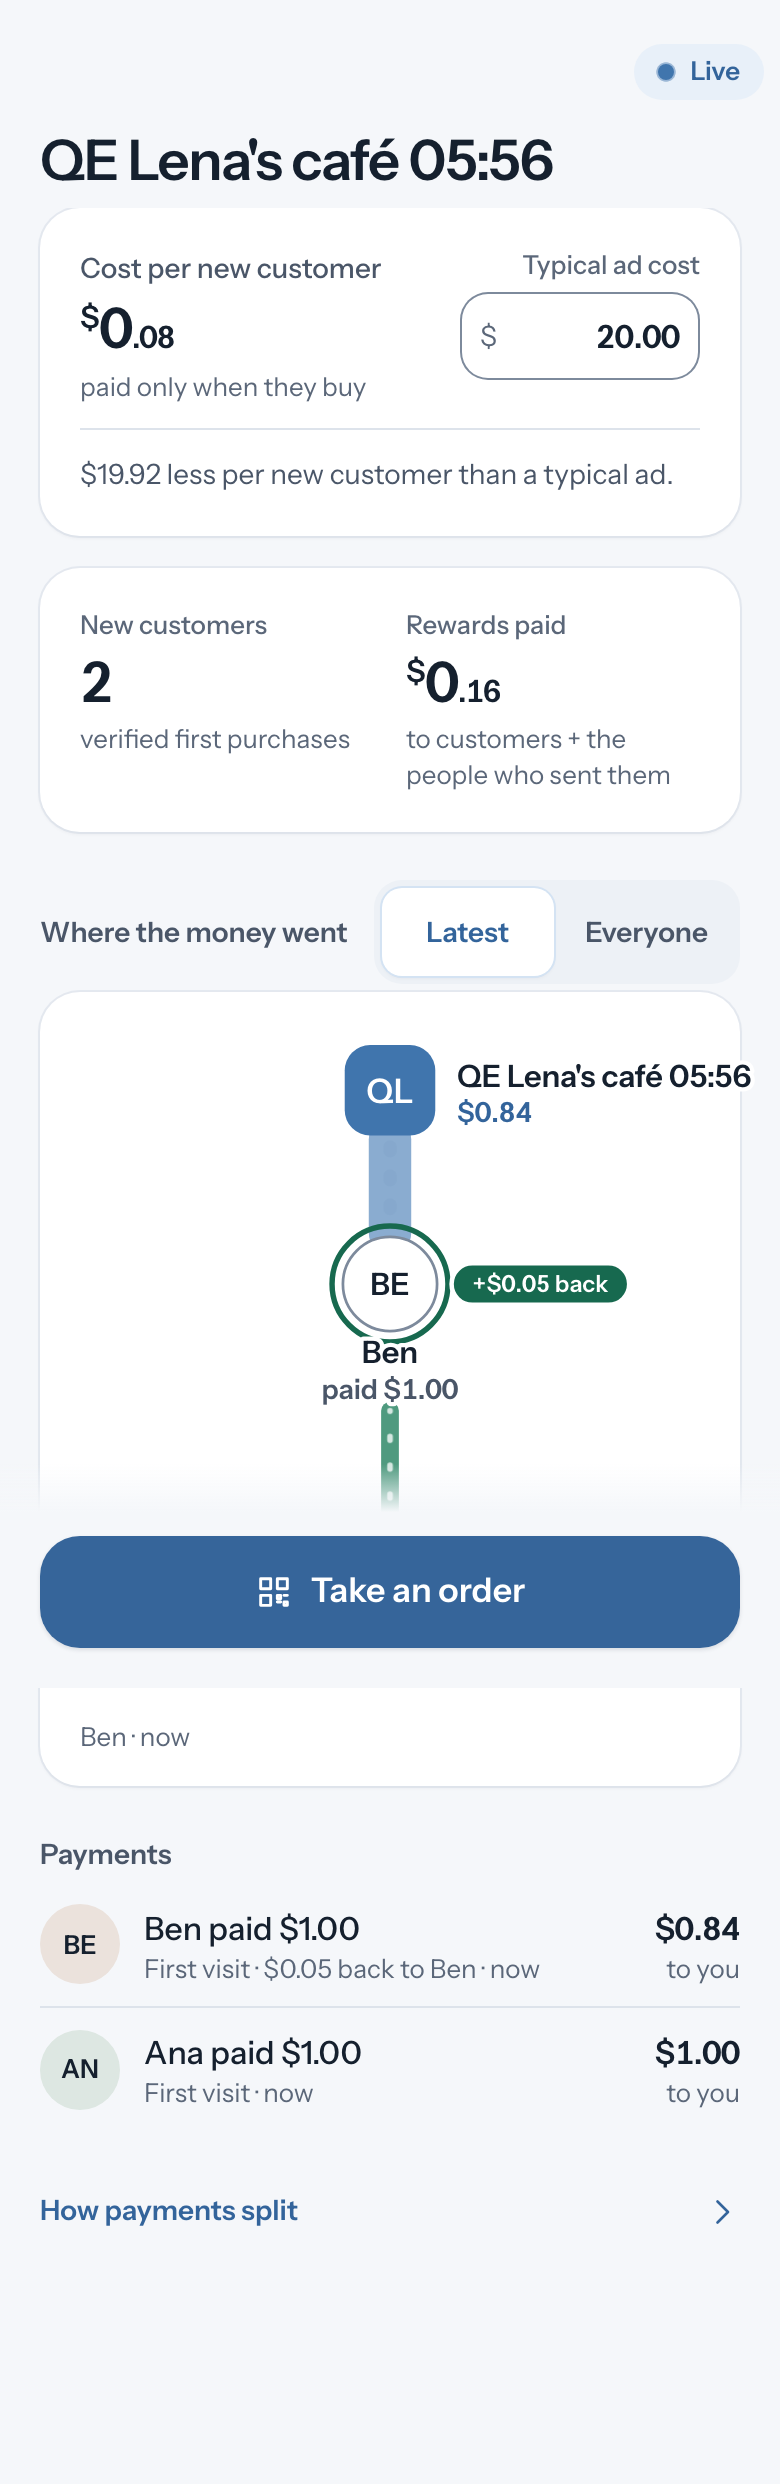 Live
QE Lena's café 05:56
Cost per new customer
$0.08
paid only when they buy
Typical ad cost
$ 20.00
$19.92 less per new customer than a typical ad.
New customers
2
verified first purchases
Rewards paid
$0.16
to customers + the
people who sent them
Where the money went
Latest
Everyone
QL
QE Lena's café 05:56
$0.84
BE
+$0.05 back
Ben
paid $1.00
Take an order
Ben · now
Payments
BE
Ben paid $1.00
First visit · $0.05 back to Ben · now
$0.84
to you
AN
Ana paid $1.00
First visit · now
$1.00
to you
How payments split